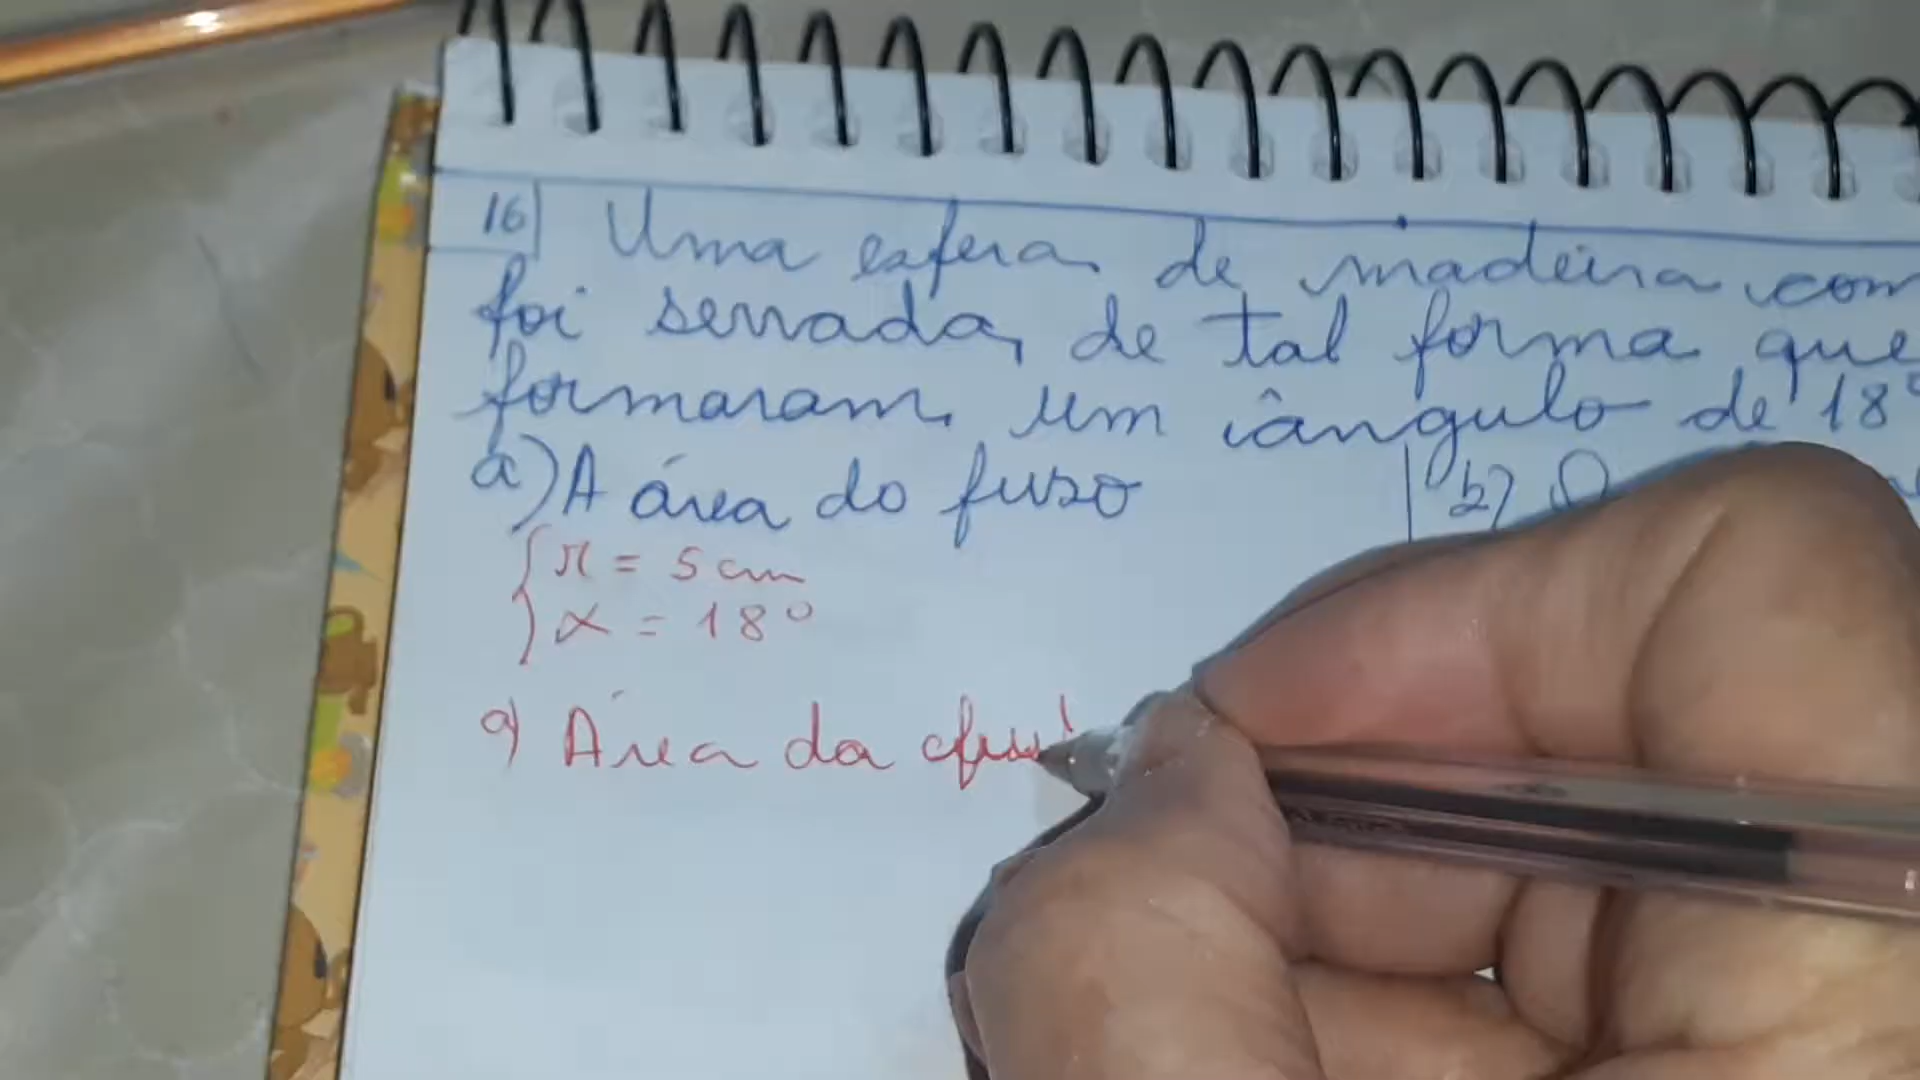 16) Uma esfera de madeira com
foi serrada, de tal forma que
formaram um ângulo de 18°
a) A área do fuso
b) O
r = 5 cm
α = 18°
a) Área da